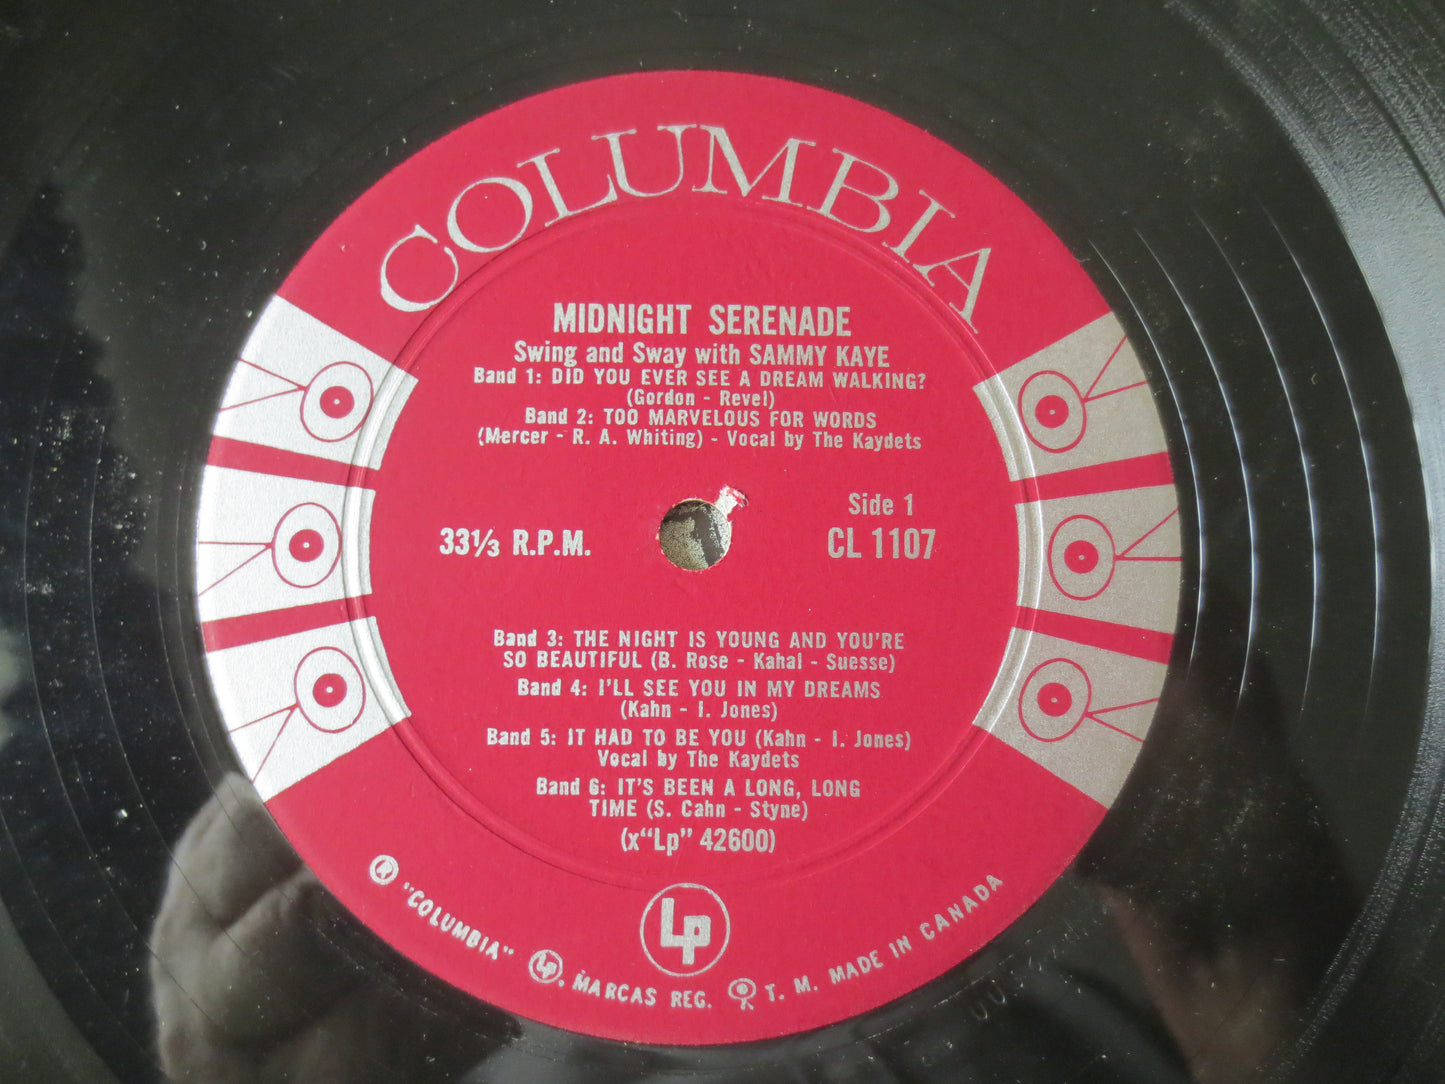 COLUMBIA
MIDNIGHT SERENADE
Swing and Sway with SAMMY KAYE
Band 1: DID YOU EVER SEE A DREAM WALKING?
(Gordon - Revel)
Band 2: TOO MARVELOUS FOR WORDS
(Mercer - R. A. Whiting) - Vocal by The Kaydets
Side 1
33⅓ R.P.M.
CL 1107
Band 3: THE NIGHT IS YOUNG AND YOU'RE
SO BEAUTIFUL (B. Rose - Kahal - Suesse)
Band 4: I'LL SEE YOU IN MY DREAMS
(Kahn - I. Jones)
Band 5: IT HAD TO BE YOU (Kahn - I. Jones)
Vocal by The Kaydets
Band 6: IT'S BEEN A LONG, LONG
TIME (S. Cahn - Styne)
(x"Lp" 42600)
Lp
® "COLUMBIA" Lp. MARCAS REG. T. M. MADE IN CANADA